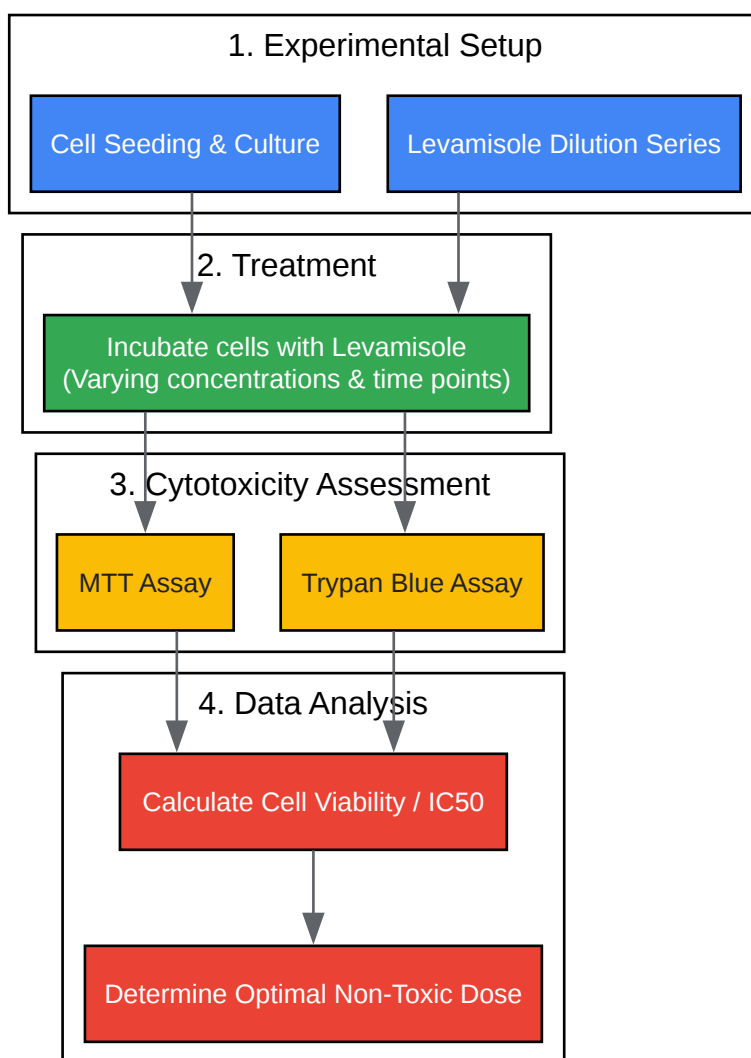 1. Experimental Setup
Cell Seeding & Culture
Levamisole Dilution Series
2. Treatment
Incubate cells with Levamisole
(Varying concentrations & time points)
3. Cytotoxicity Assessment
MTT Assay
Trypan Blue Assay
4. Data Analysis
Calculate Cell Viability / IC50
Determine Optimal Non-Toxic Dose